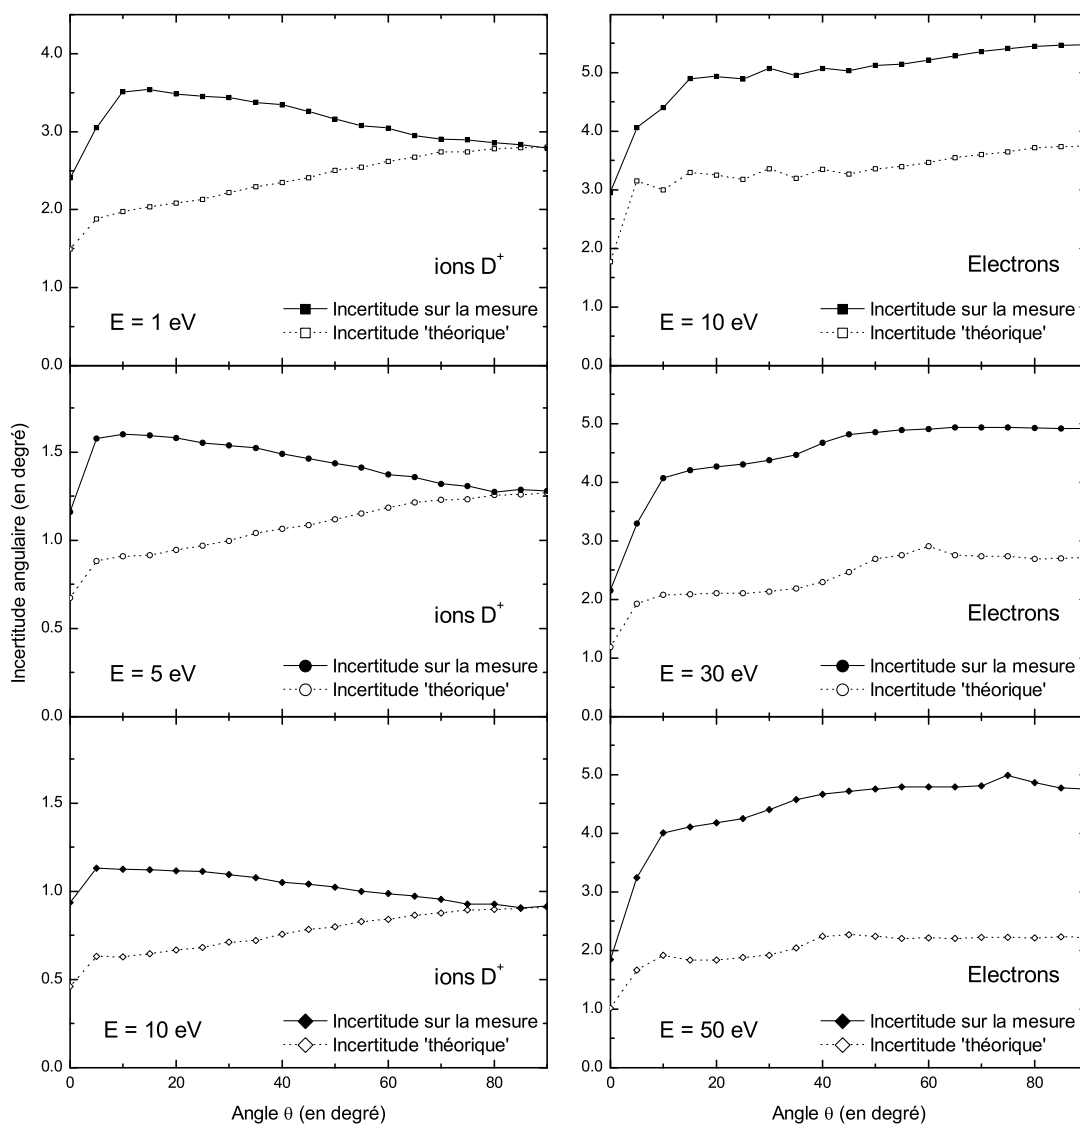 Incertitude angulaire (en degré)
4.0
3.0
2.0
1.0
0.0
ions D+
E = 1 eV
Incertitude sur la mesure
Incertitude 'théorique'
5.0
4.0
3.0
2.0
1.0
0.0
Electrons
E = 10 eV
Incertitude sur la mesure
Incertitude 'théorique'
1.5
1.0
0.5
0.0
ions D+
E = 5 eV
Incertitude sur la mesure
Incertitude 'théorique'
5.0
4.0
3.0
2.0
1.0
0.0
Electrons
E = 30 eV
Incertitude sur la mesure
Incertitude 'théorique'
1.5
1.0
0.5
0.0
ions D+
E = 10 eV
Incertitude sur la mesure
Incertitude 'théorique'
0 20 40 60 80
Angle θ (en degré)
5.0
4.0
3.0
2.0
1.0
0.0
Electrons
E = 50 eV
Incertitude sur la mesure
Incertitude 'théorique'
0 20 40 60 80
Angle θ (en degré)